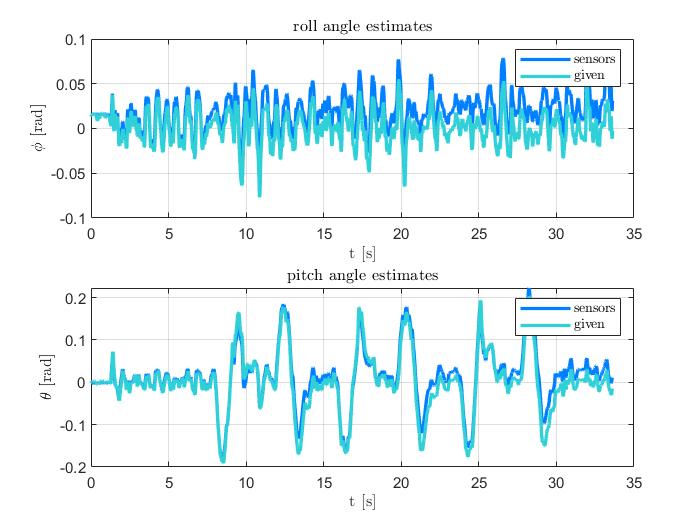 roll angle estimates
0.1
0.05
0
-0.05
-0.1
ϕ [rad]
sensors
given
0 5 10 15 20 25 30 35
t [s]
pitch angle estimates
0.2
0.1
0
-0.1
-0.2
θ [rad]
sensors
given
0 5 10 15 20 25 30 35
t [s]